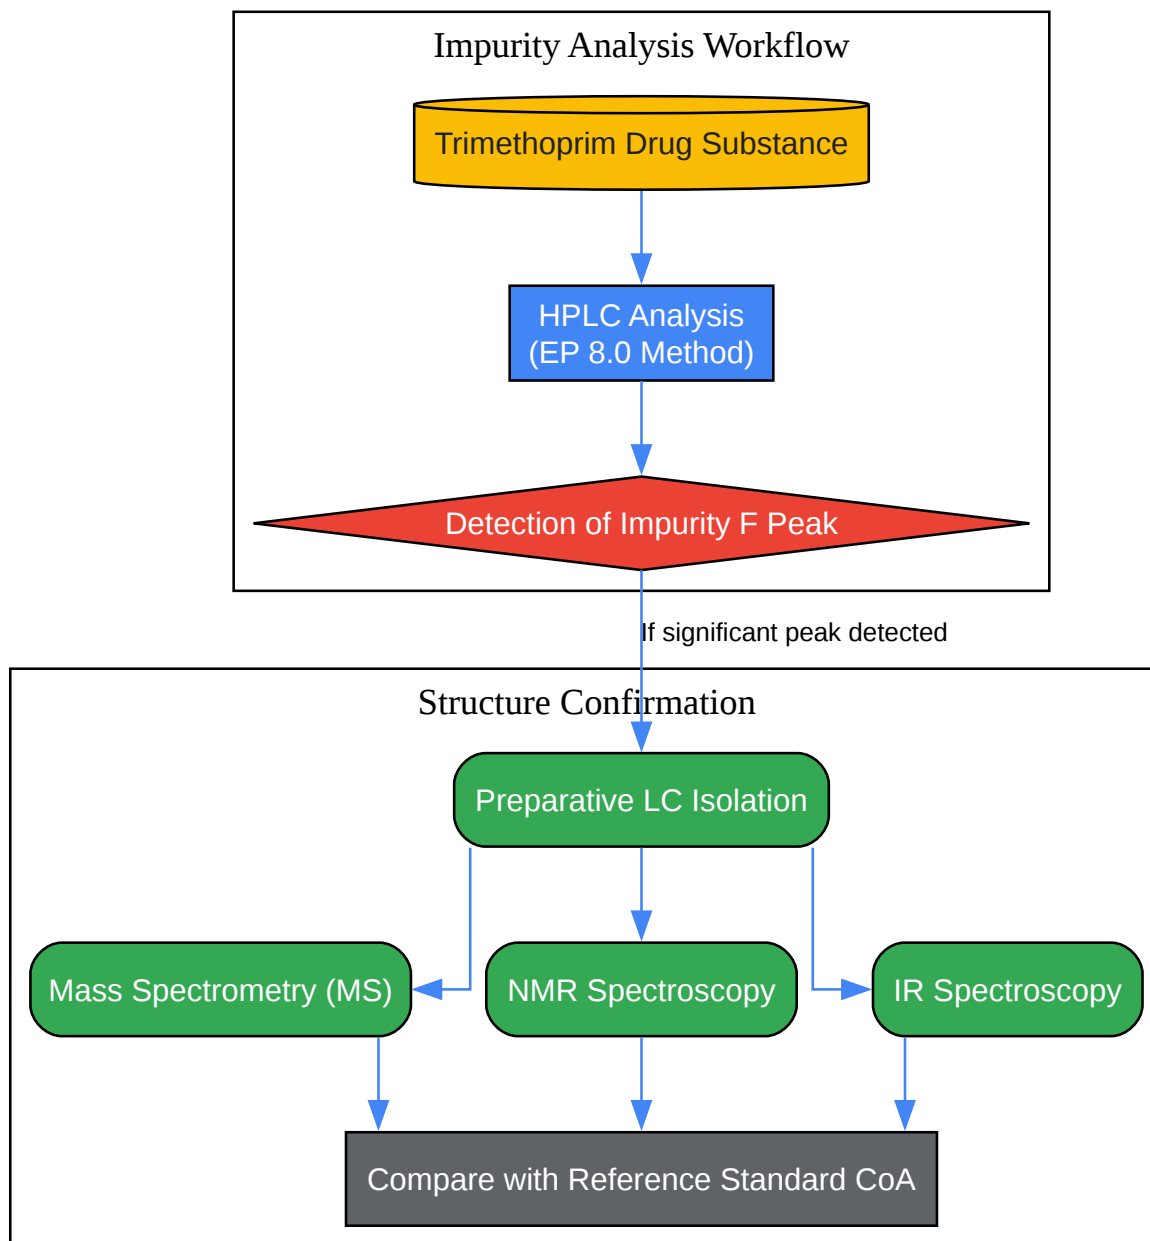 Impurity Analysis Workflow
Trimethoprim Drug Substance
HPLC Analysis
(EP 8.0 Method)
Detection of Impurity F Peak
If significant peak detected
Structure Confirmation
Preparative LC Isolation
Mass Spectrometry (MS)
NMR Spectroscopy
IR Spectroscopy
Compare with Reference Standard CoA